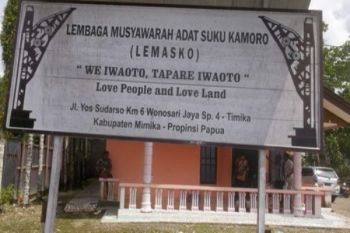 LEMBAGA MUSYAWARAH ADAT SUKU KAMORO
(LEMASKO)
" WE IWAOTO, TAPARE IWAOTO "
Love People and Love Land
Jl. Yos Sudarso Km 6 Wonosari Jaya Sp. 4 - Timika
Kabupaten Mimika - Propinsi Papua